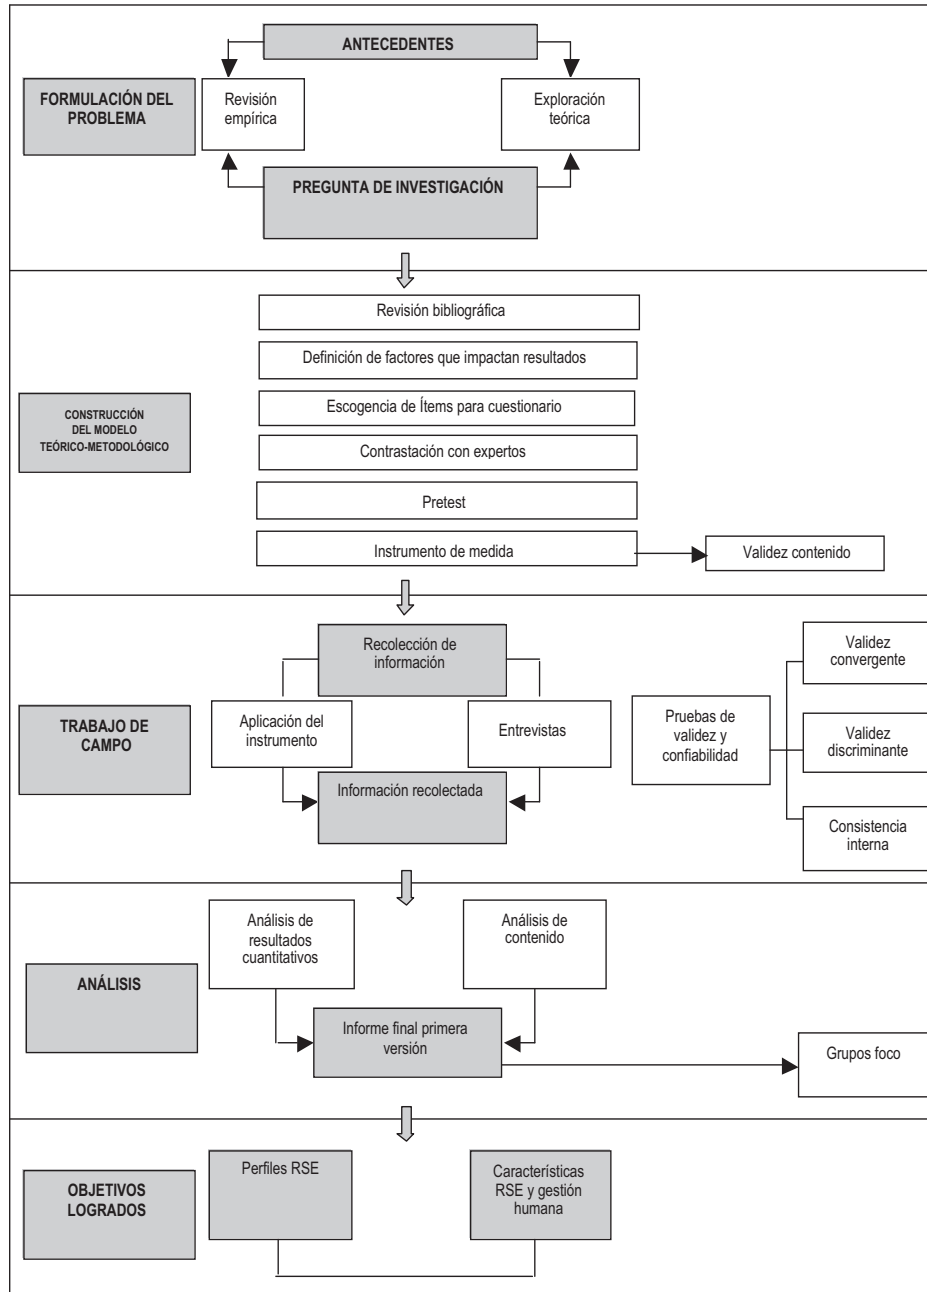 ANTECEDENTES
FORMULACIÓN DEL
PROBLEMA
Revisión
empírica
Exploración
teórica
PREGUNTA DE INVESTIGACIÓN
Revisión bibliográfica
Definición de factores que impactan resultados
Escogencia de Ítems para cuestionario
CONSTRUCCIÓN
DEL MODELO
TEÓRICO-METODOLÓGICO
Contrastación con expertos
Pretest
Instrumento de medida
Validez contenido
Recolección de
información
Validez
convergente
TRABAJO DE
CAMPO
Aplicación del
instrumento
Entrevistas
Pruebas de
validez y
confiabilidad
Validez
discriminante
Información recolectada
Consistencia
interna
Análisis de
resultados
cuantitativos
Análisis de
contenido
ANÁLISIS
Informe final primera
versión
Grupos foco
OBJETIVOS
LOGRADOS
Perfiles RSE
Características
RSE y gestión
humana